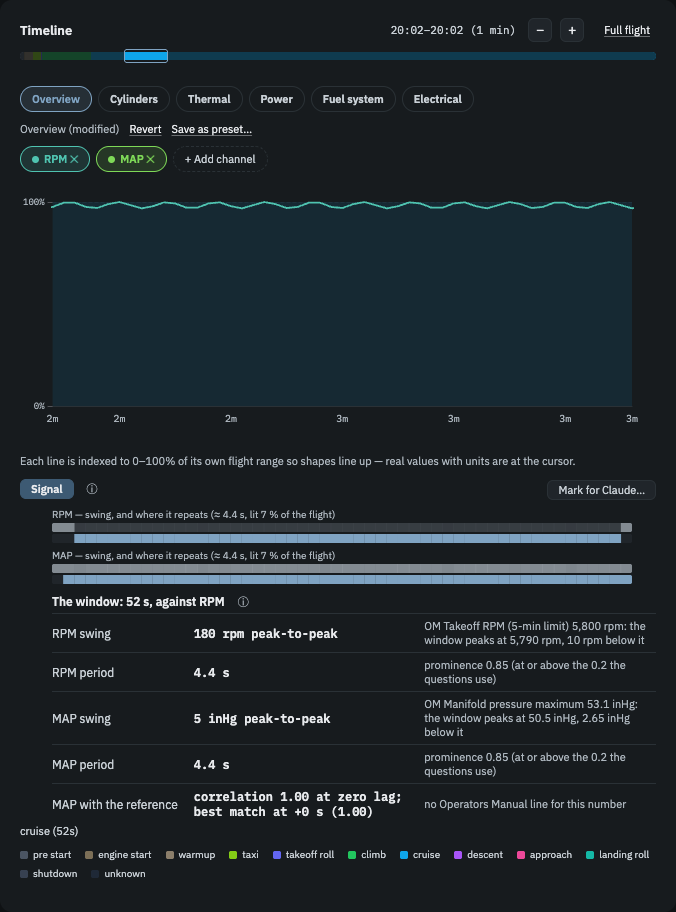 Timeline
20:02–20:02 (1 min) − + Full flight
Overview Cylinders Thermal Power Fuel system Electrical
Overview (modified) Revert Save as preset...
RPM × MAP × + Add channel
100%
0%
2m 2m 2m 3m 3m 3m 3m
Each line is indexed to 0–100% of its own flight range so shapes line up — real values with units are at the cursor.
Signal ⓘ Mark for Claude...
RPM — swing, and where it repeats (≈ 4.4 s, lit 7 % of the flight)
MAP — swing, and where it repeats (≈ 4.4 s, lit 7 % of the flight)
The window: 52 s, against RPM ⓘ
RPM swing 180 rpm peak-to-peak OM Takeoff RPM (5-min limit) 5,800 rpm: the
window peaks at 5,790 rpm, 10 rpm below it
RPM period 4.4 s prominence 0.85 (at or above the 0.2 the
questions use)
MAP swing 5 inHg peak-to-peak OM Manifold pressure maximum 53.1 inHg:
the window peaks at 50.5 inHg, 2.65 inHg
below it
MAP period 4.4 s prominence 0.85 (at or above the 0.2 the
questions use)
MAP with the reference correlation 1.00 at zero lag; no Operators Manual line for this number
best match at +0 s (1.00)
cruise (52s)
pre start engine start warmup taxi takeoff roll climb cruise descent approach landing roll
shutdown unknown